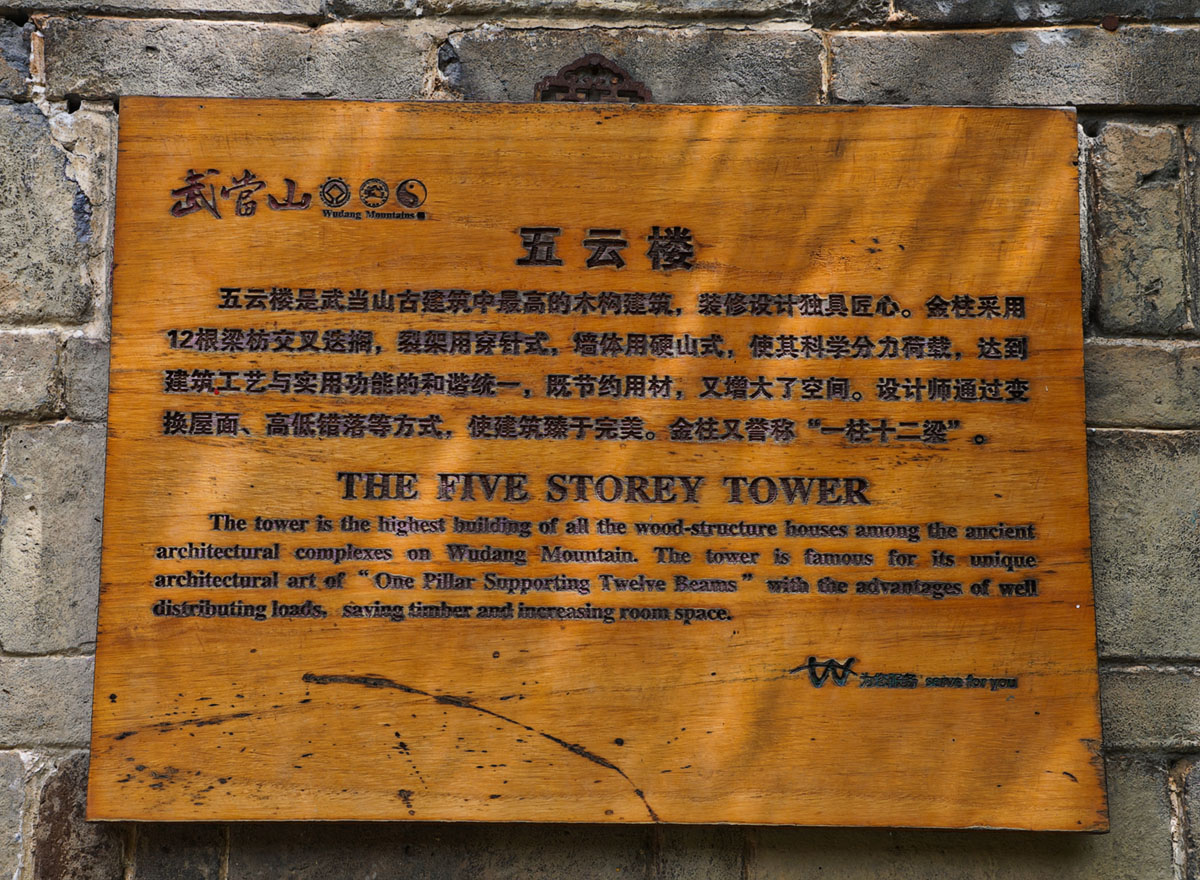 武當山
Wudang Mountains
五云楼
五云楼是武当山古建筑中最高的木构建筑，装修设计独具匠心。金柱采用
12根梁枋交叉迭搁，裂架用穿针式，墙体用硬山式，使其科学分力荷载，达到
建筑工艺与实用功能的和谐统一，既节约用材，又增大了空间。设计师通过变
换屋面、高低错落等方式，使建筑臻于完美。金柱又誉称“一柱十二梁”。
THE FIVE STOREY TOWER
The tower is the highest building of all the wood-structure houses among the ancient
architectural complexes on Wudang Mountain. The tower is famous for its unique
architectural art of “One Pillar Supporting Twelve Beams” with the advantages of well
distributing loads, saving timber and increasing room space.
为您服务 serve for you